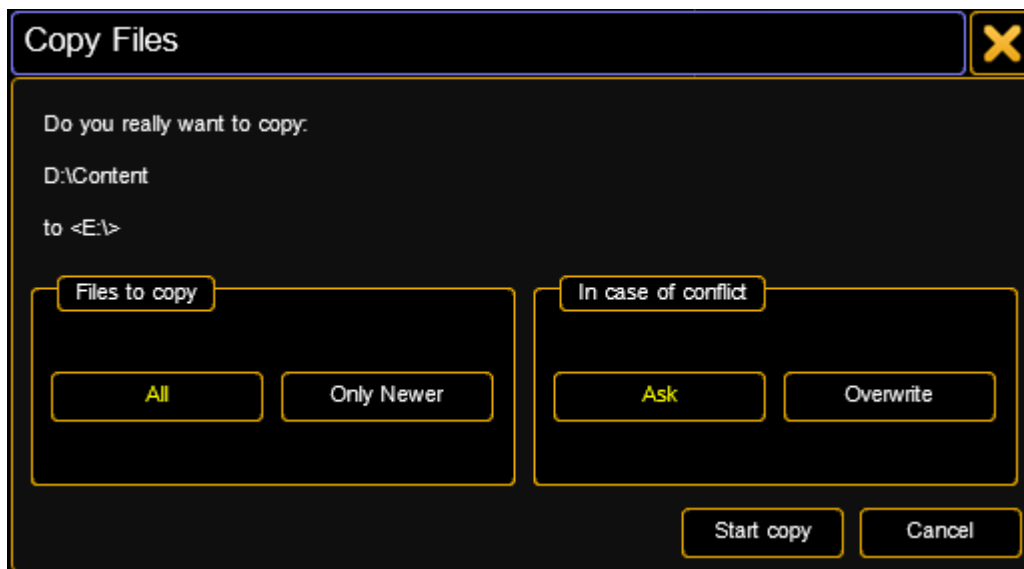 Copy Files
Do you really want to copy:
D:\Content
to <E:\>
Files to copy
In case of conflict
All
Only Newer
Ask
Overwrite
Start copy
Cancel